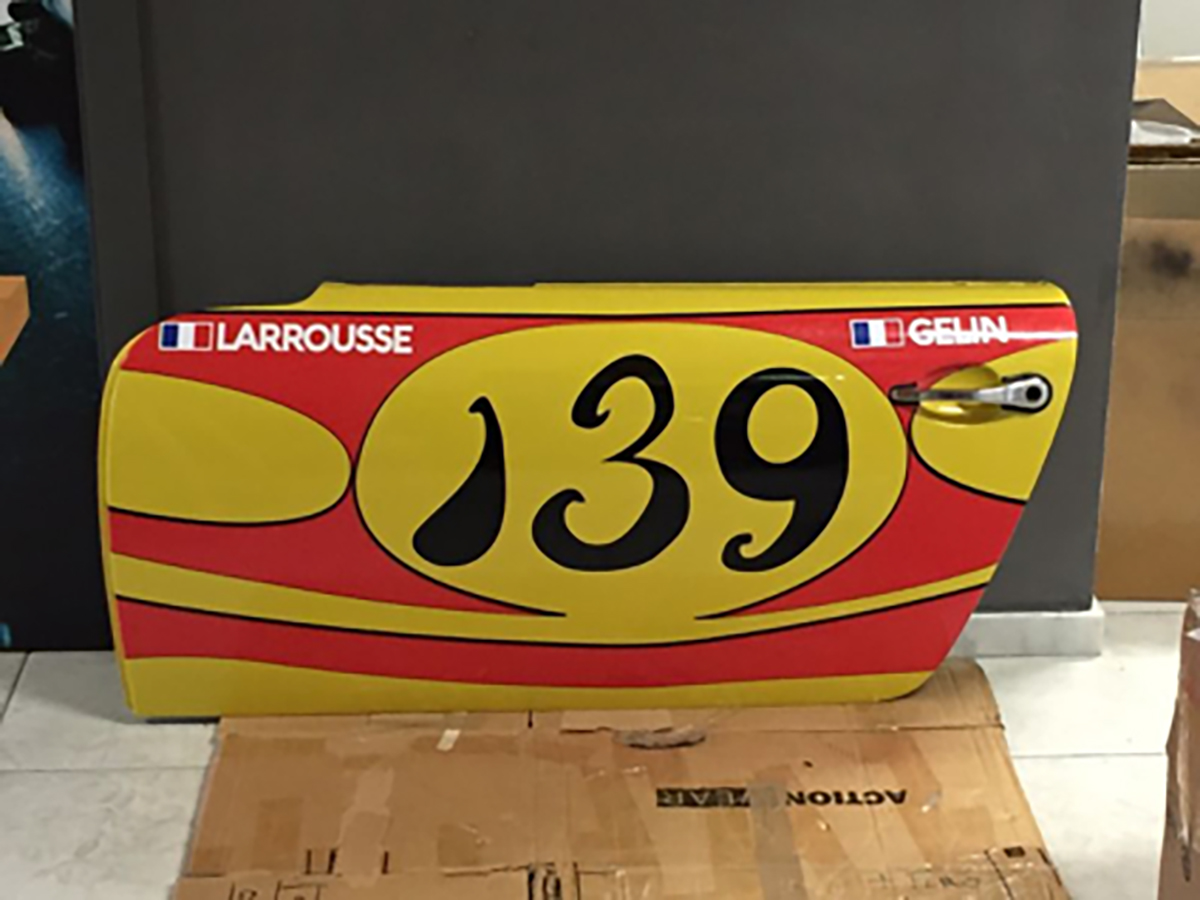 LARROUSSE
GELIN
139
ACTION